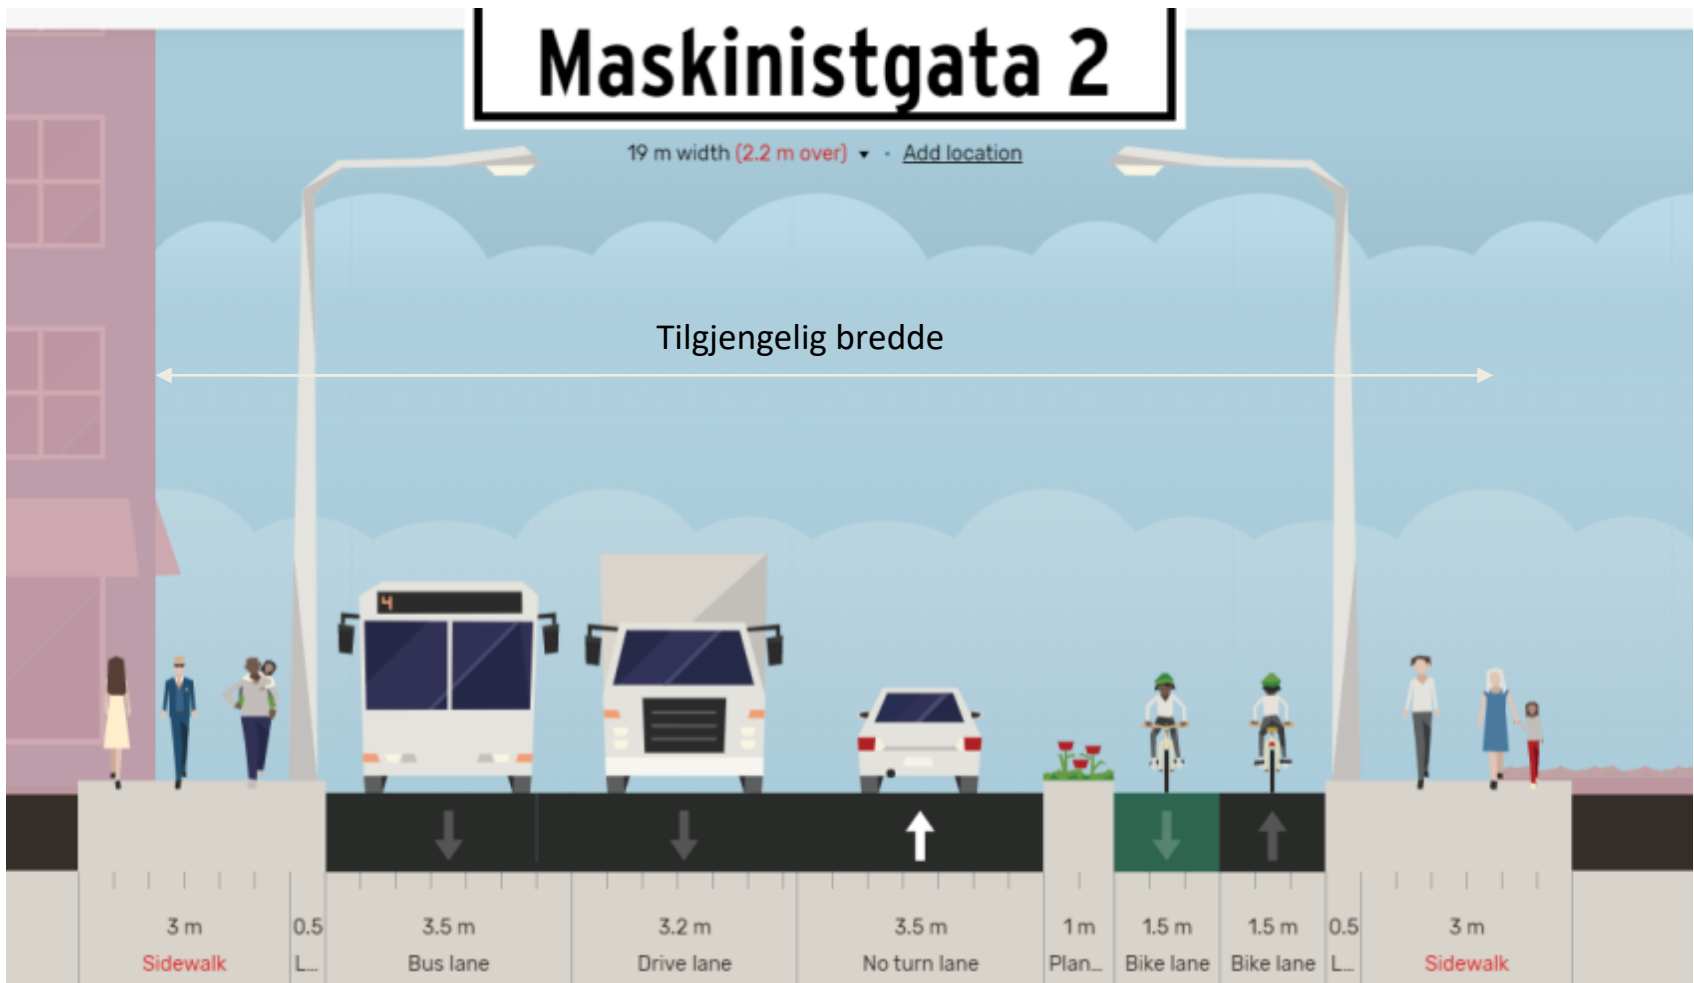 Maskinistgata 2
19 m width (2.2 m over) ▾ · Add location
Tilgjengelig bredde
4
3 m 0.5 3.5 m 3.2 m 3.5 m 1 m 1.5 m 1.5 m 0.5 3 m
Sidewalk L... Bus lane Drive lane No turn lane Plan... Bike lane Bike lane L... Sidewalk